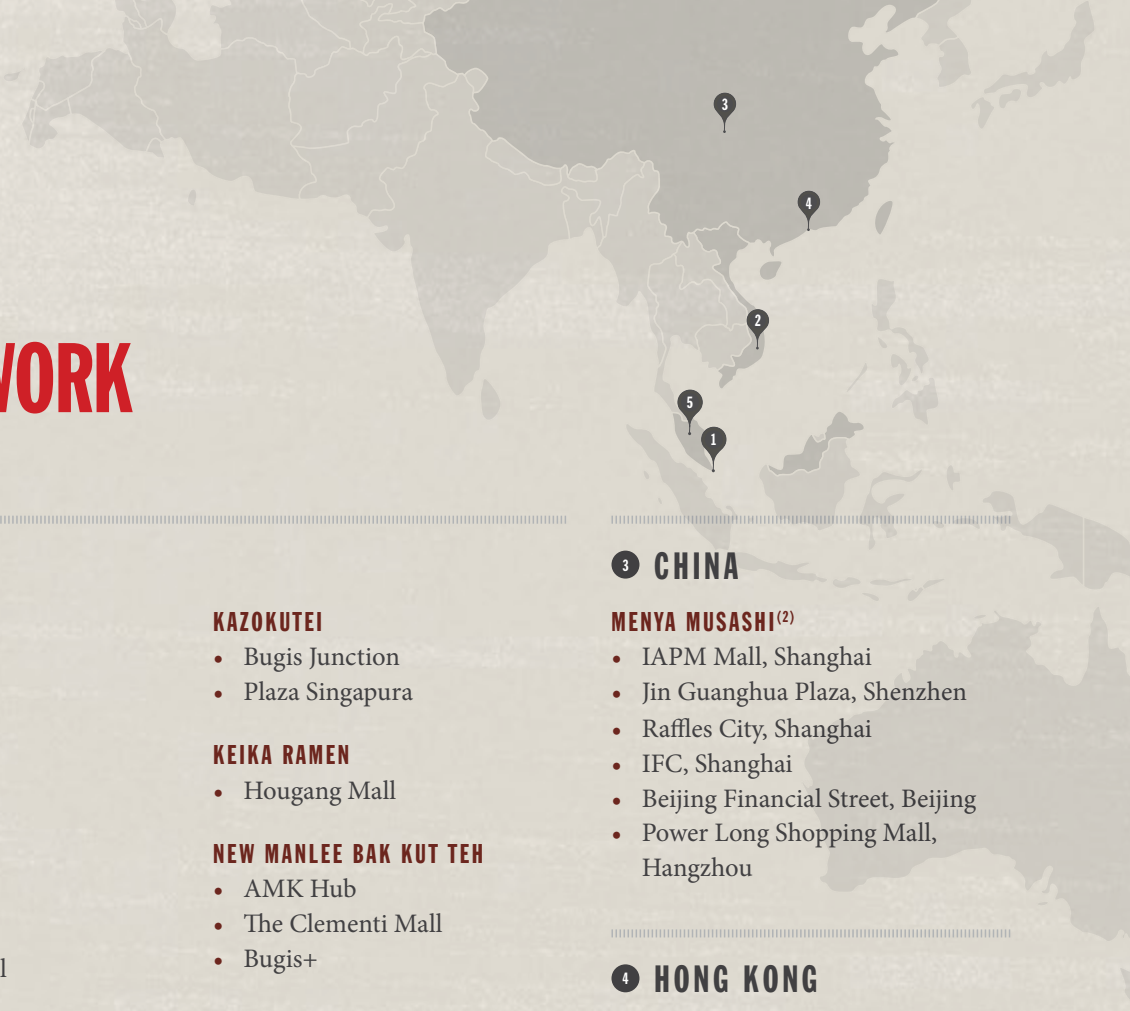 3
4
2
5
1
WORK
KAZOKUTEI
• Bugis Junction
• Plaza Singapura
KEIKA RAMEN
• Hougang Mall
NEW MANLEE BAK KUT TEH
• AMK Hub
• The Clementi Mall
• Bugis+
l
3 CHINA
MENYA MUSASHI(2)
• IAPM Mall, Shanghai
• Jin Guanghua Plaza, Shenzhen
• Raffles City, Shanghai
• IFC, Shanghai
• Beijing Financial Street, Beijing
• Power Long Shopping Mall,
Hangzhou
4 HONG KONG